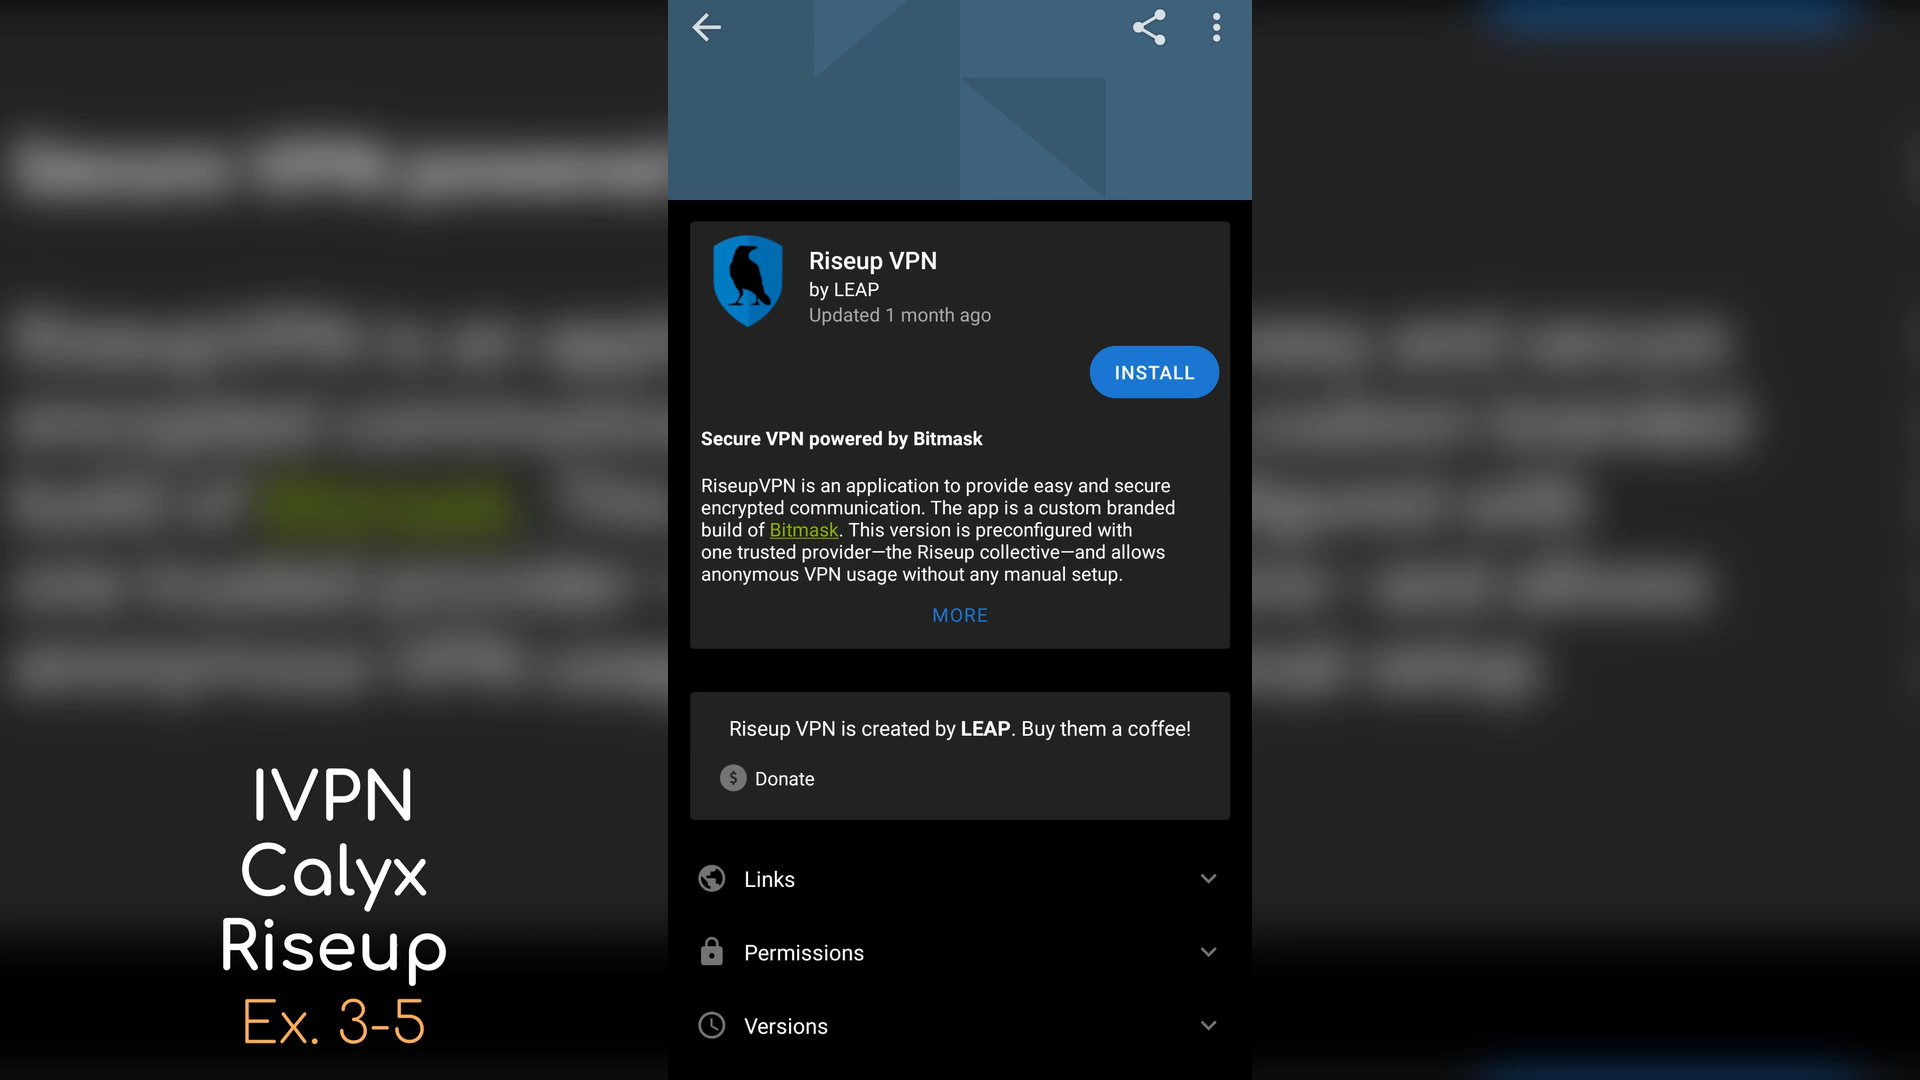 Riseup VPN
by LEAP
Updated 1 month ago
INSTALL
Secure VPN powered by Bitmask
RiseupVPN is an application to provide easy and secure
encrypted communication. The app is a custom branded
build of Bitmask. This version is preconfigured with
one trusted provider—the Riseup collective—and allows
anonymous VPN usage without any manual setup.
MORE
Riseup VPN is created by LEAP. Buy them a coffee!
$ Donate
Links
Permissions
Versions
IVPN
Calyx
Riseup
Ex. 3-5